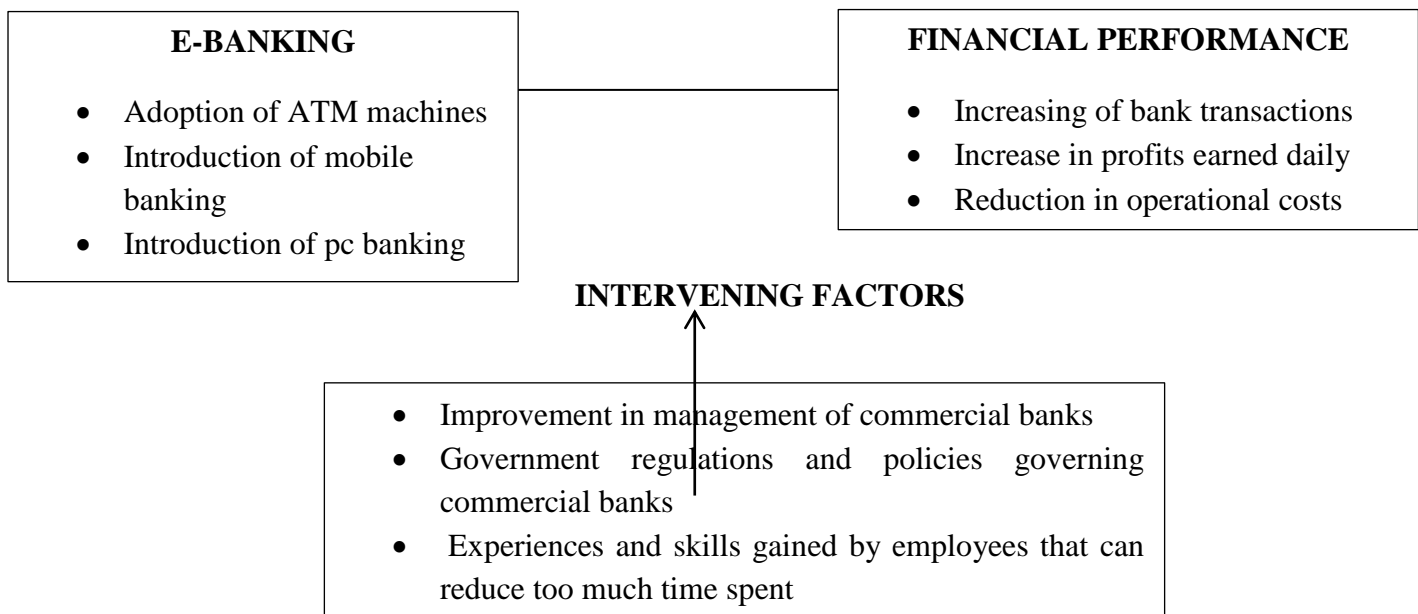 E-BANKING
• Adoption of ATM machines
• Introduction of mobile
banking
• Introduction of pc banking
FINANCIAL PERFORMANCE
• Increasing of bank transactions
• Increase in profits earned daily
• Reduction in operational costs
INTERVENING FACTORS
• Improvement in management of commercial banks
• Government regulations and policies governing
commercial banks
• Experiences and skills gained by employees that can
reduce too much time spent